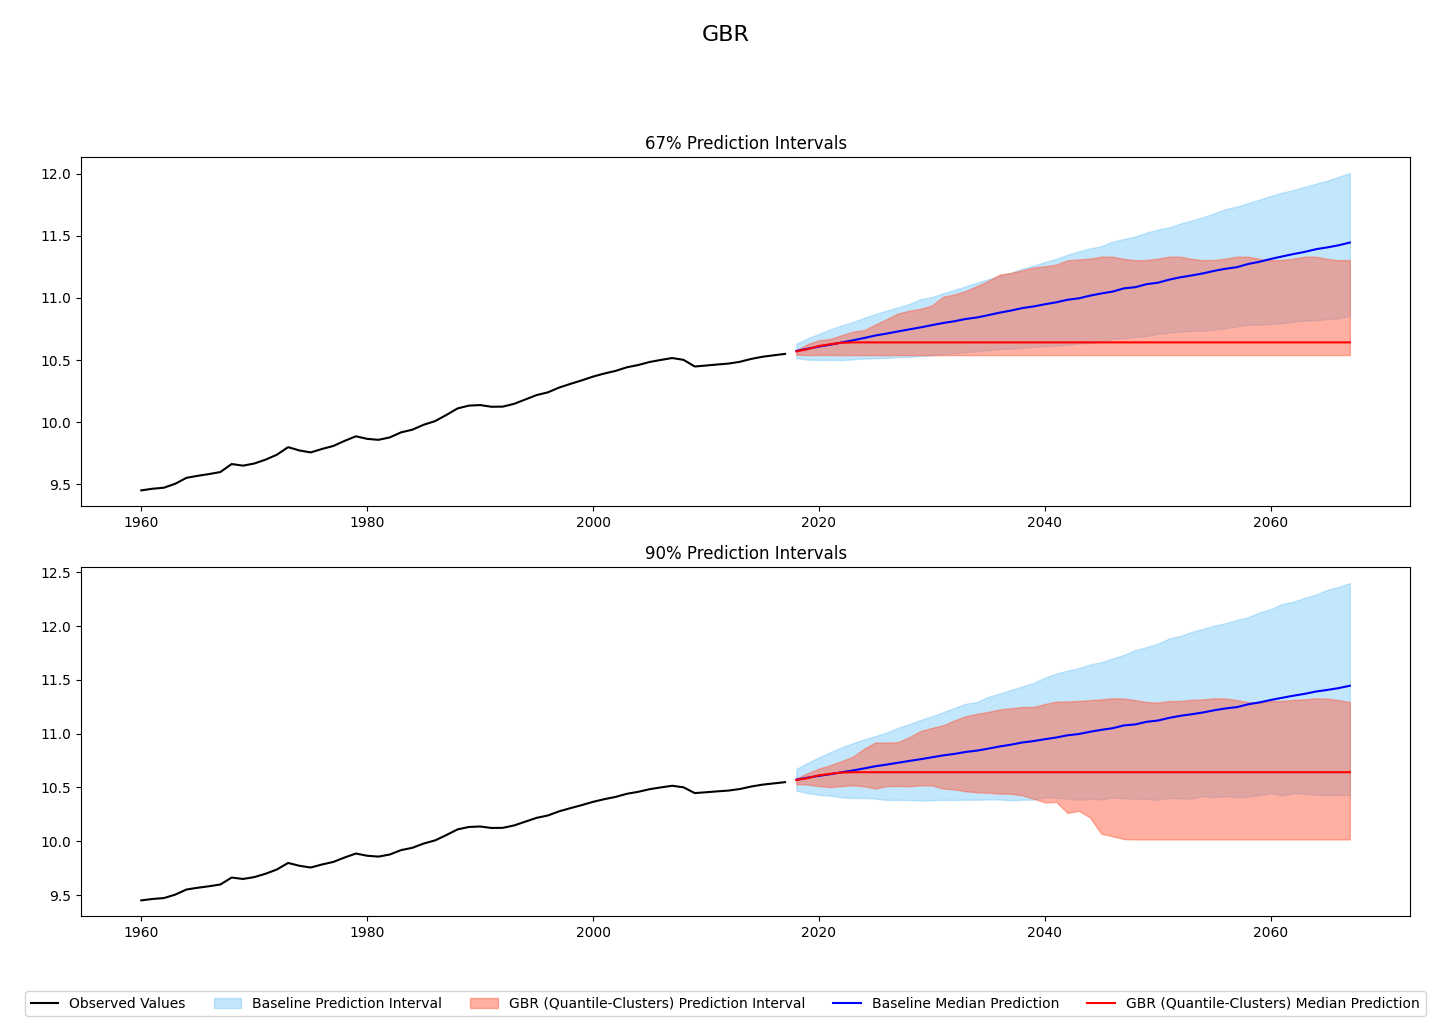 GBR
67% Prediction Intervals
12.0
11.5
11.0
10.5
10.0
9.5
1960 1980 2000 2020 2040 2060
90% Prediction Intervals
12.5
12.0
11.5
11.0
10.5
10.0
9.5
1960 1980 2000 2020 2040 2060
Observed Values Baseline Prediction Interval GBR (Quantile-Clusters) Prediction Interval Baseline Median Prediction GBR (Quantile-Clusters) Median Prediction